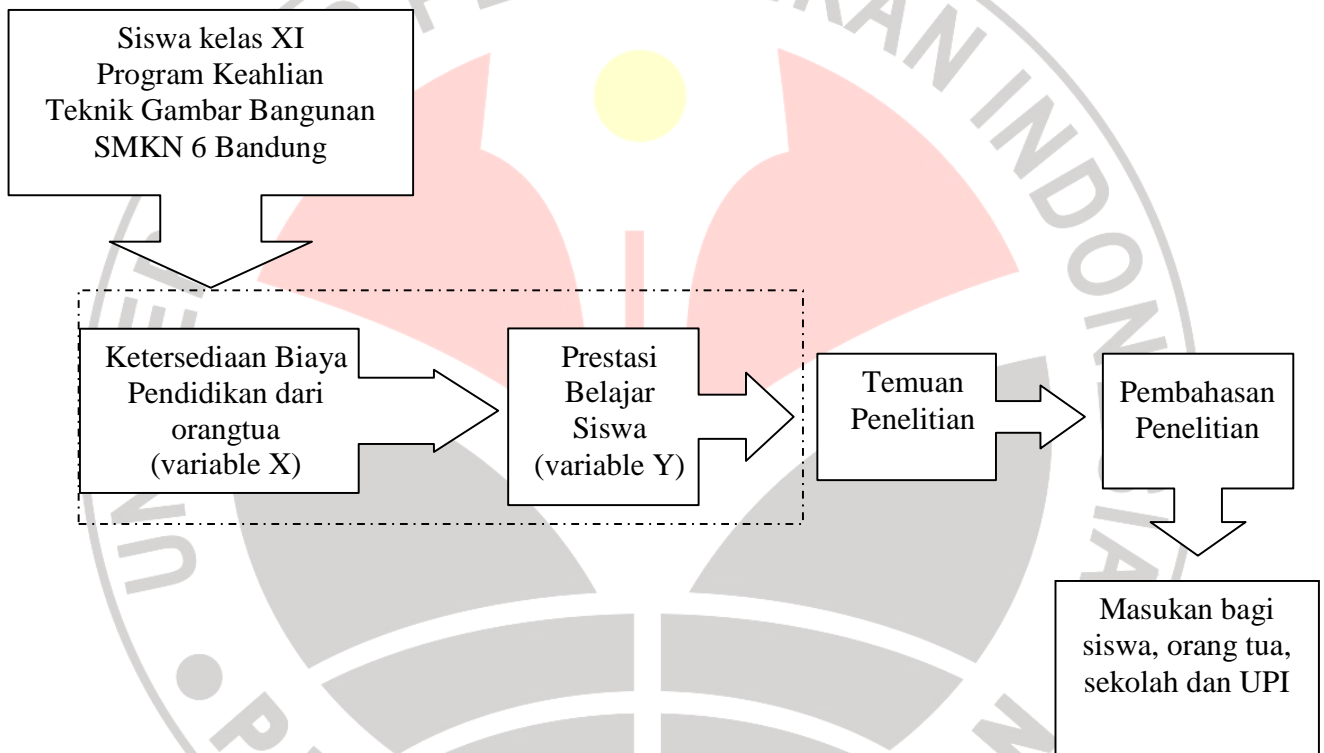 Siswa kelas XI
Program Keahlian
Teknik Gambar Bangunan
SMKN 6 Bandung
Ketersediaan Biaya
Pendidikan dari
orangtua
(variable X)
Prestasi
Belajar
Siswa
(variable Y)
Temuan
Penelitian
Pembahasan
Penelitian
Masukan bagi
siswa, orang tua,
sekolah dan UPI